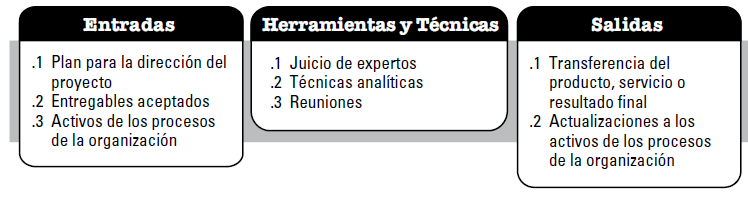 Entradas
.1 Plan para la dirección del
proyecto
.2 Entregables aceptados
.3 Activos de los procesos
de la organización
Herramientas y Técnicas
.1 Juicio de expertos
.2 Técnicas analíticas
.3 Reuniones
Salidas
.1 Transferencia del
producto, servicio o
resultado final
.2 Actualizaciones a los
activos de los procesos
de la organización